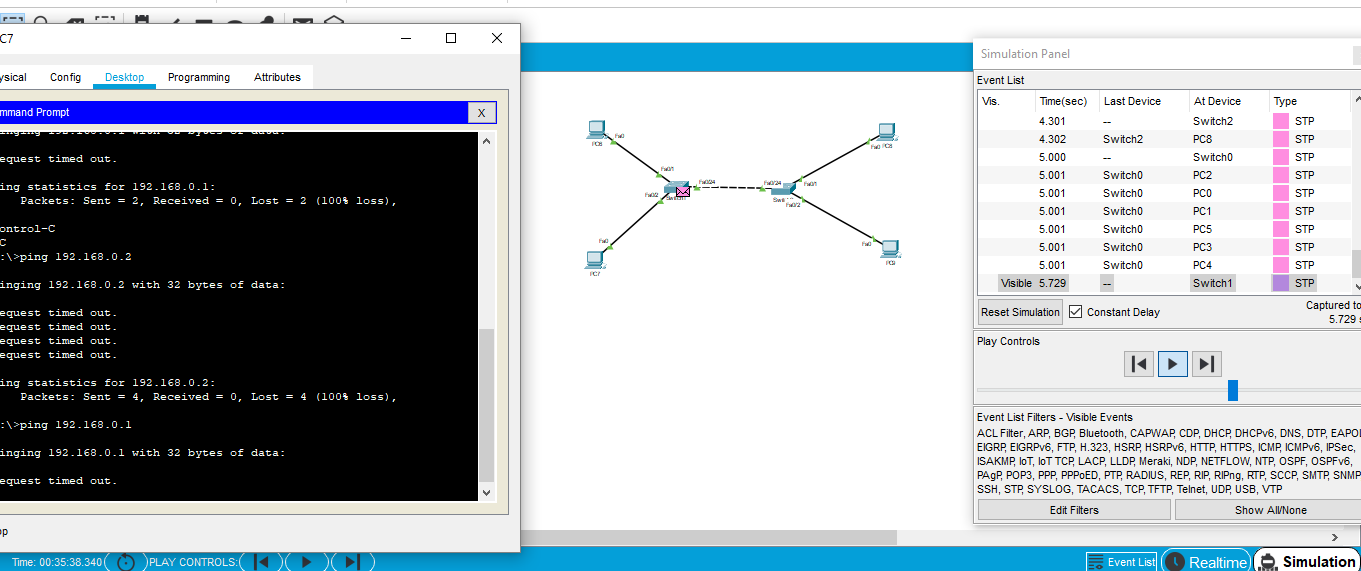 C7
ysical Config Desktop Programming Attributes
mmand Prompt X
inging 192.168.0.1 with 32 bytes of data:
equest timed out.
ing statistics for 192.168.0.1:
Packets: Sent = 2, Received = 0, Lost = 2 (100% loss),
ontrol-C
C
:\>ping 192.168.0.2
inging 192.168.0.2 with 32 bytes of data:
equest timed out.
equest timed out.
equest timed out.
equest timed out.
ing statistics for 192.168.0.2:
Packets: Sent = 4, Received = 0, Lost = 4 (100% loss),
:\>ping 192.168.0.1
inging 192.168.0.1 with 32 bytes of data:
equest timed out.
op
Fa0
PC6
Fa0/1
Fa0/24
Fa0/2
Fa0
PC7
Fa0/24
Fa0/1
Fa0/2
Fa0
PC8
Fa0
PC9
Simulation Panel
Event List
Vis. Time(sec) Last Device At Device Type
4.301 -- Switch2 STP
4.302 Switch2 PC8 STP
5.000 -- Switch0 STP
5.001 Switch0 PC2 STP
5.001 Switch0 PC0 STP
5.001 Switch0 PC1 STP
5.001 Switch0 PC5 STP
5.001 Switch0 PC3 STP
5.001 Switch0 PC4 STP
Visible 5.729 -- Switch1 STP
Reset Simulation Constant Delay Captured to
5.729 s
Play Controls
Event List Filters - Visible Events
ACL Filter, ARP, BGP, Bluetooth, CAPWAP, CDP, DHCP, DHCPv6, DNS, DTP, EAPOL
EIGRP, EIGRPv6, FTP, H.323, HSRP, HSRPv6, HTTP, HTTPS, ICMP, ICMPv6, IPSec,
ISAKMP, IoT, IoT TCP, LACP, LLDP, Meraki, NDP, NETFLOW, NTP, OSPF, OSPFv6,
PAgP, POP3, PPP, PPPoED, PTP, RADIUS, REP, RIP, RIPng, RTP, SCCP, SMTP, SNMP
SSH, STP, SYSLOG, TACACS, TCP, TFTP, Telnet, UDP, USB, VTP
Edit Filters Show All/None
Time: 00:35:38.340 PLAY CONTROLS: Event List Realtime Simulation